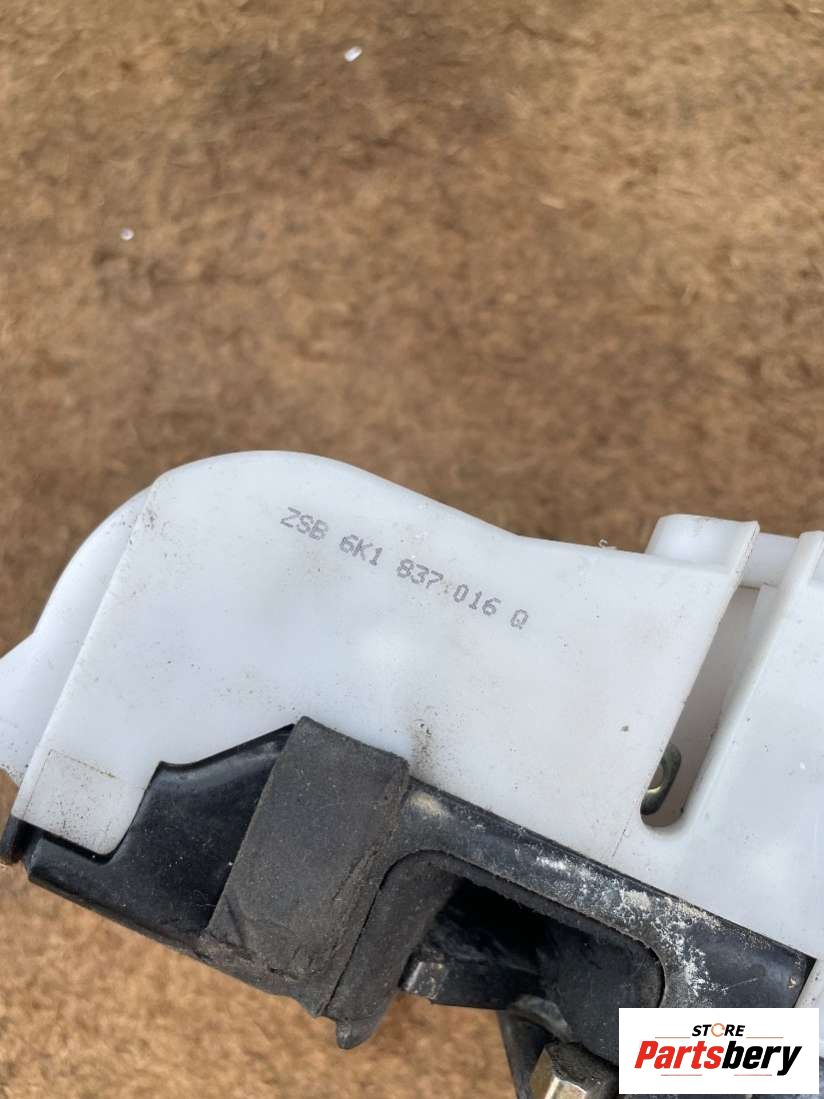 ZSB 6K1 837 016 Q
STORE
Partsbery